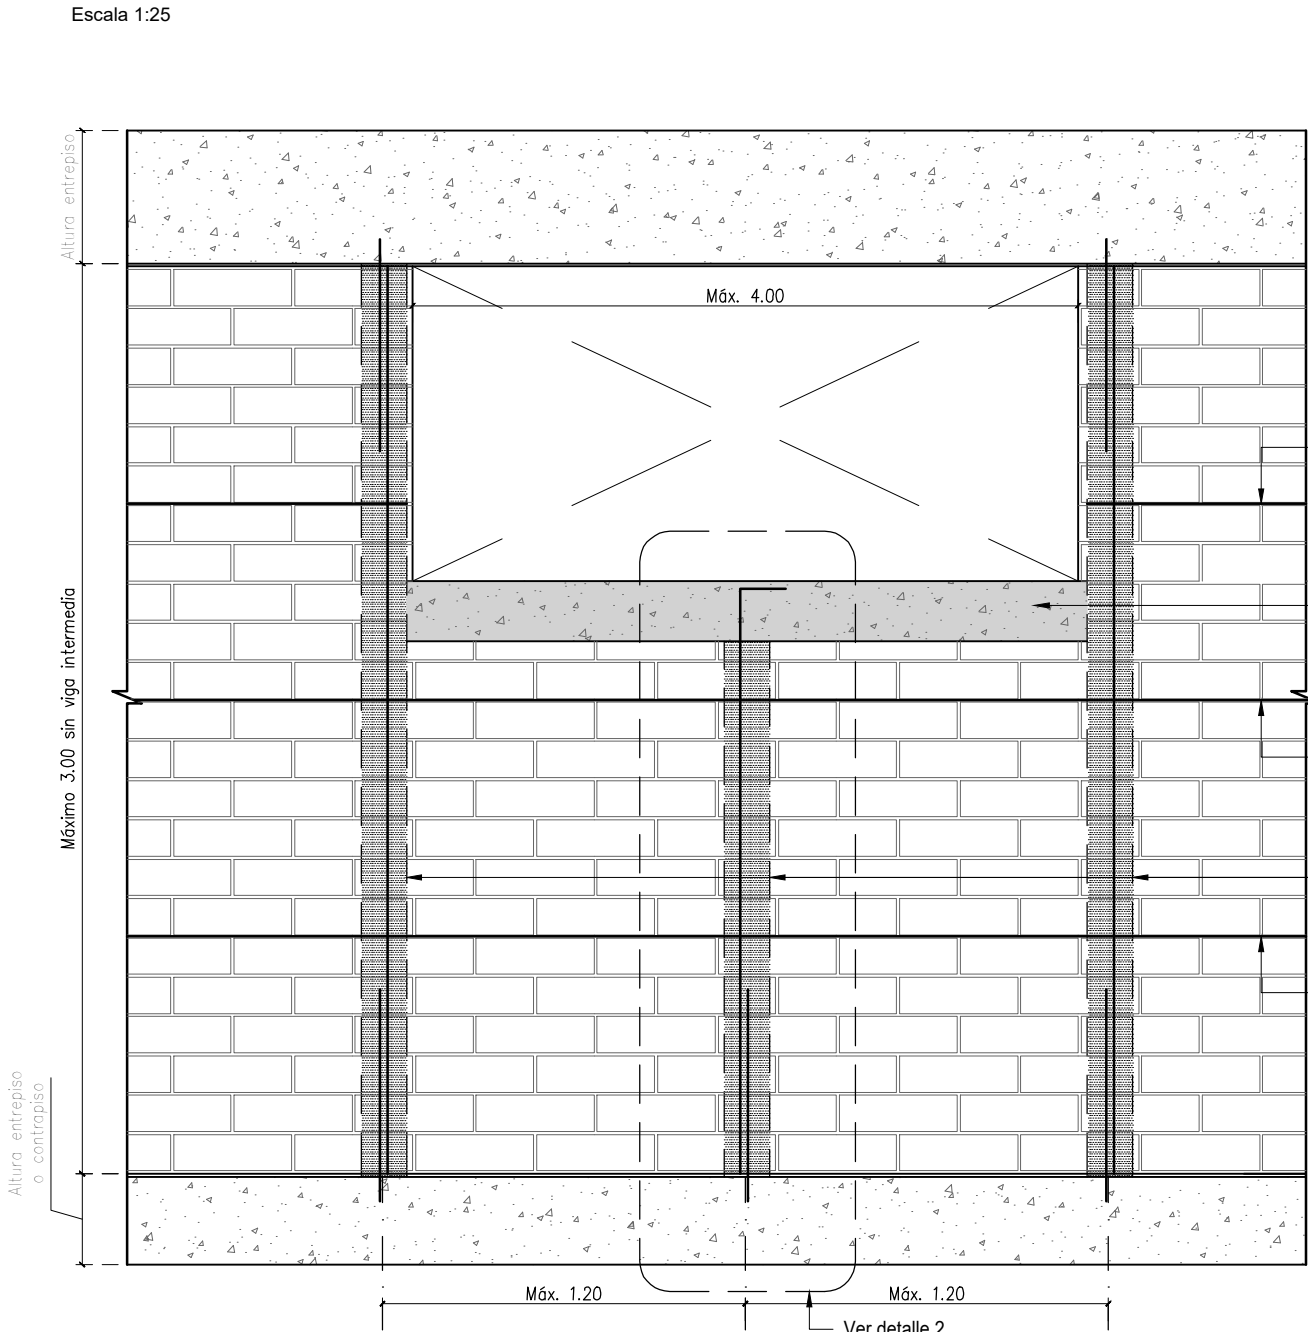 Escala 1:25
Altura entrepiso
Máx. 4.00
Máximo 3.00 sin viga intermedia
Altura entrepiso
o contrapiso
Máx. 1.20
Máx. 1.20
Ver detalle 2